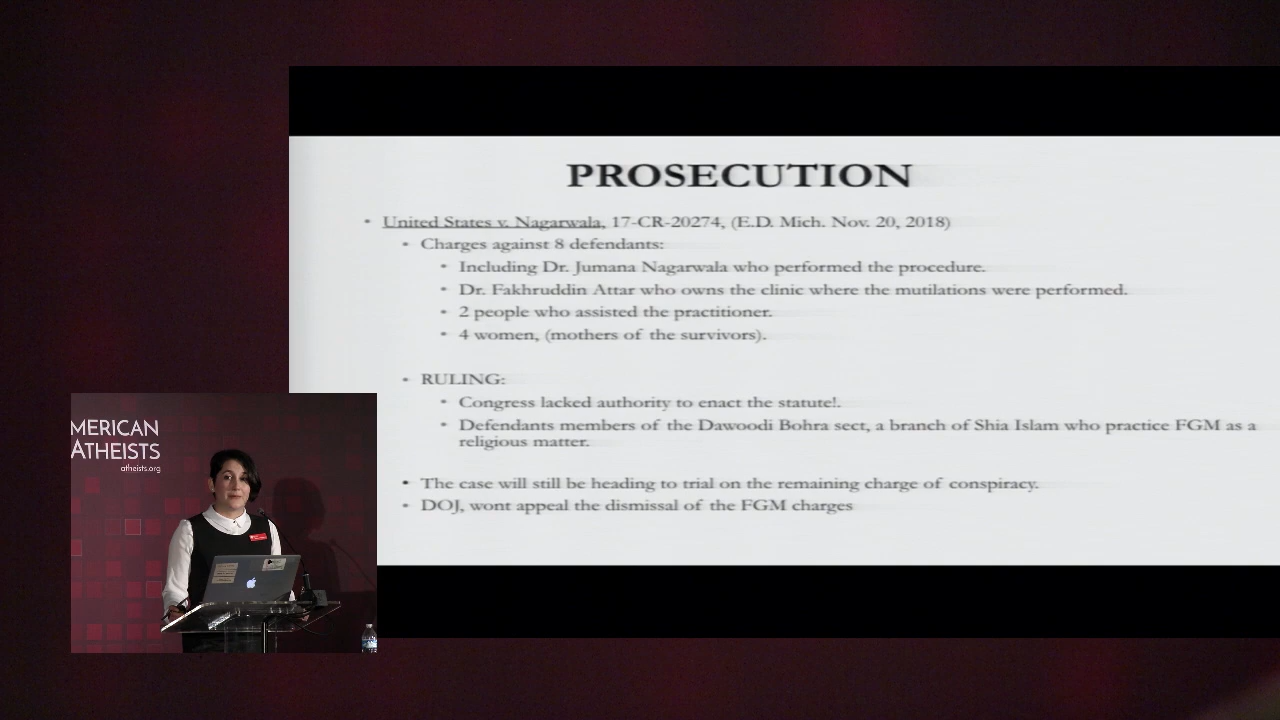 PROSECUTION
• United States v. Nagarwala, 17-CR-20274, (E.D. Mich. Nov. 20, 2018)
• Charges against 8 defendants:
• Including Dr. Jumana Nagarwala who performed the procedure.
• Dr. Fakhruddin Attar who owns the clinic where the mutilations were performed.
• 2 people who assisted the practitioner.
• 4 women, (mothers of the survivors).
• RULING:
• Congress lacked authority to enact the statute!.
• Defendants members of the Dawoodi Bohra sect, a branch of Shia Islam who practice FGM as a
religious matter.
• The case will still be heading to trial on the remaining charge of conspiracy.
• DOJ, wont appeal the dismissal of the FGM charges
MERICAN
ATHEISTS
atheists.org